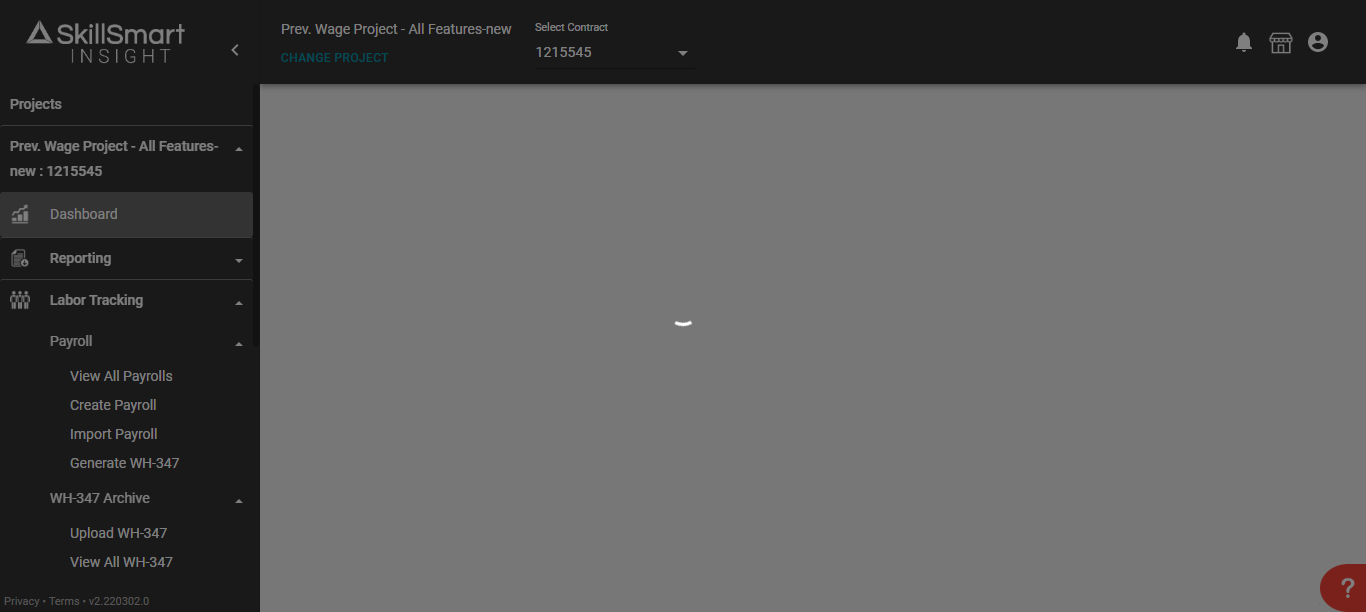 SkillSmart
INSIGHT
Prev. Wage Project - All Features-new
CHANGE PROJECT
Select Contract
1215545
Projects
Prev. Wage Project - All Features-
new : 1215545
Dashboard
Reporting
Labor Tracking
Payroll
View All Payrolls
Create Payroll
Import Payroll
Generate WH-347
WH-347 Archive
Upload WH-347
View All WH-347
Privacy • Terms • v2.220302.0
?